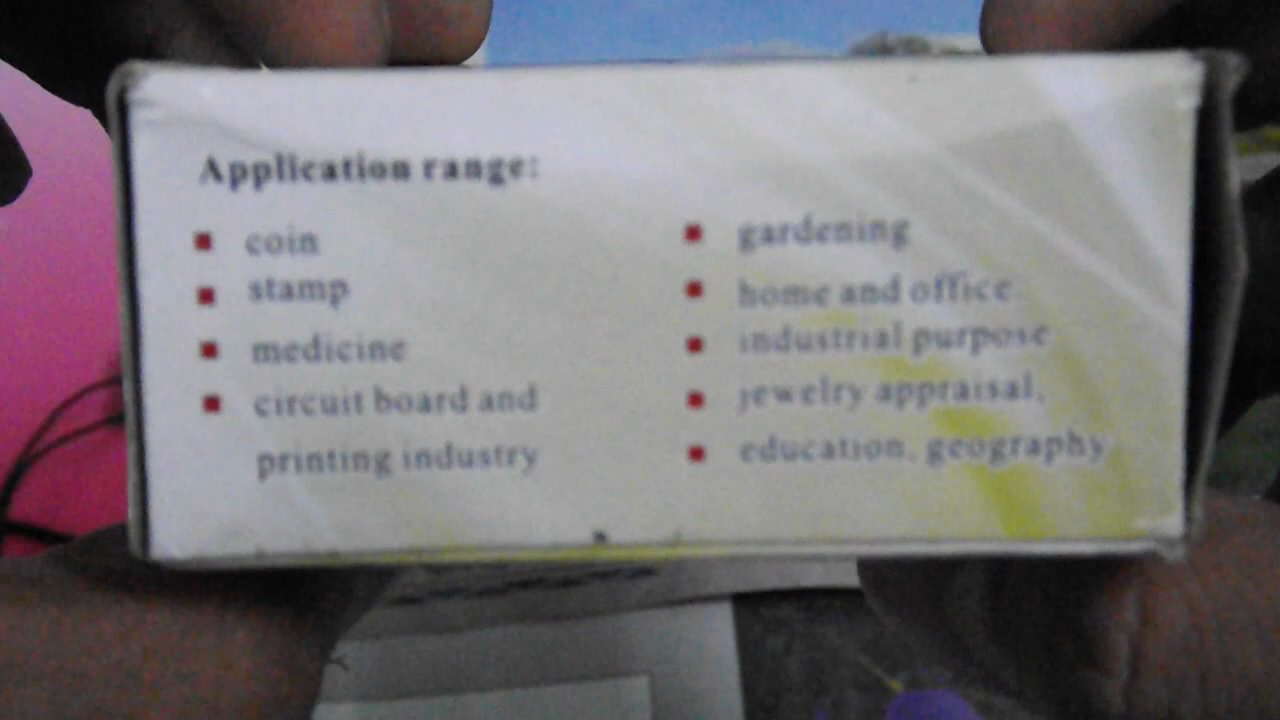 Application range:
coin
stamp
medicine
circuit board and
printing industry
gardening
home and office
industrial purpose
jewelry appraisal,
education, geography